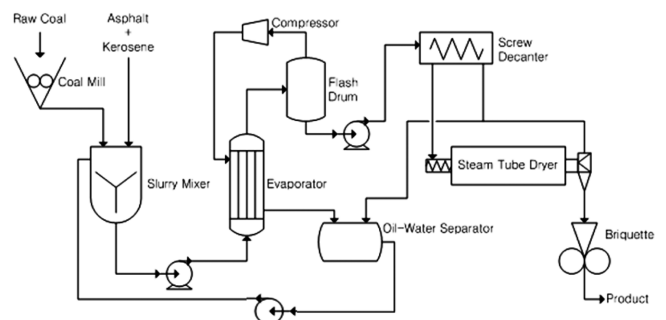 Raw Coal
Asphalt
+
Kerosene
Coal Mill
Compressor
Flash
Drum
Screw
Decanter
Slurry Mixer
Evaporator
Steam Tube Dryer
Oil-Water Separator
Briquette
Product